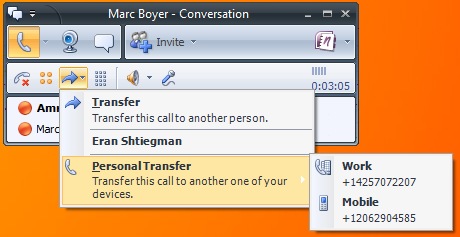 Marc Boyer - Conversation
Invite
0:03:05
Transfer
Transfer this call to another person.
Eran Shtiegman
Personal Transfer
Transfer this call to another one of your
devices.
Marc
Work
+14257072207
Mobile
+12062904585